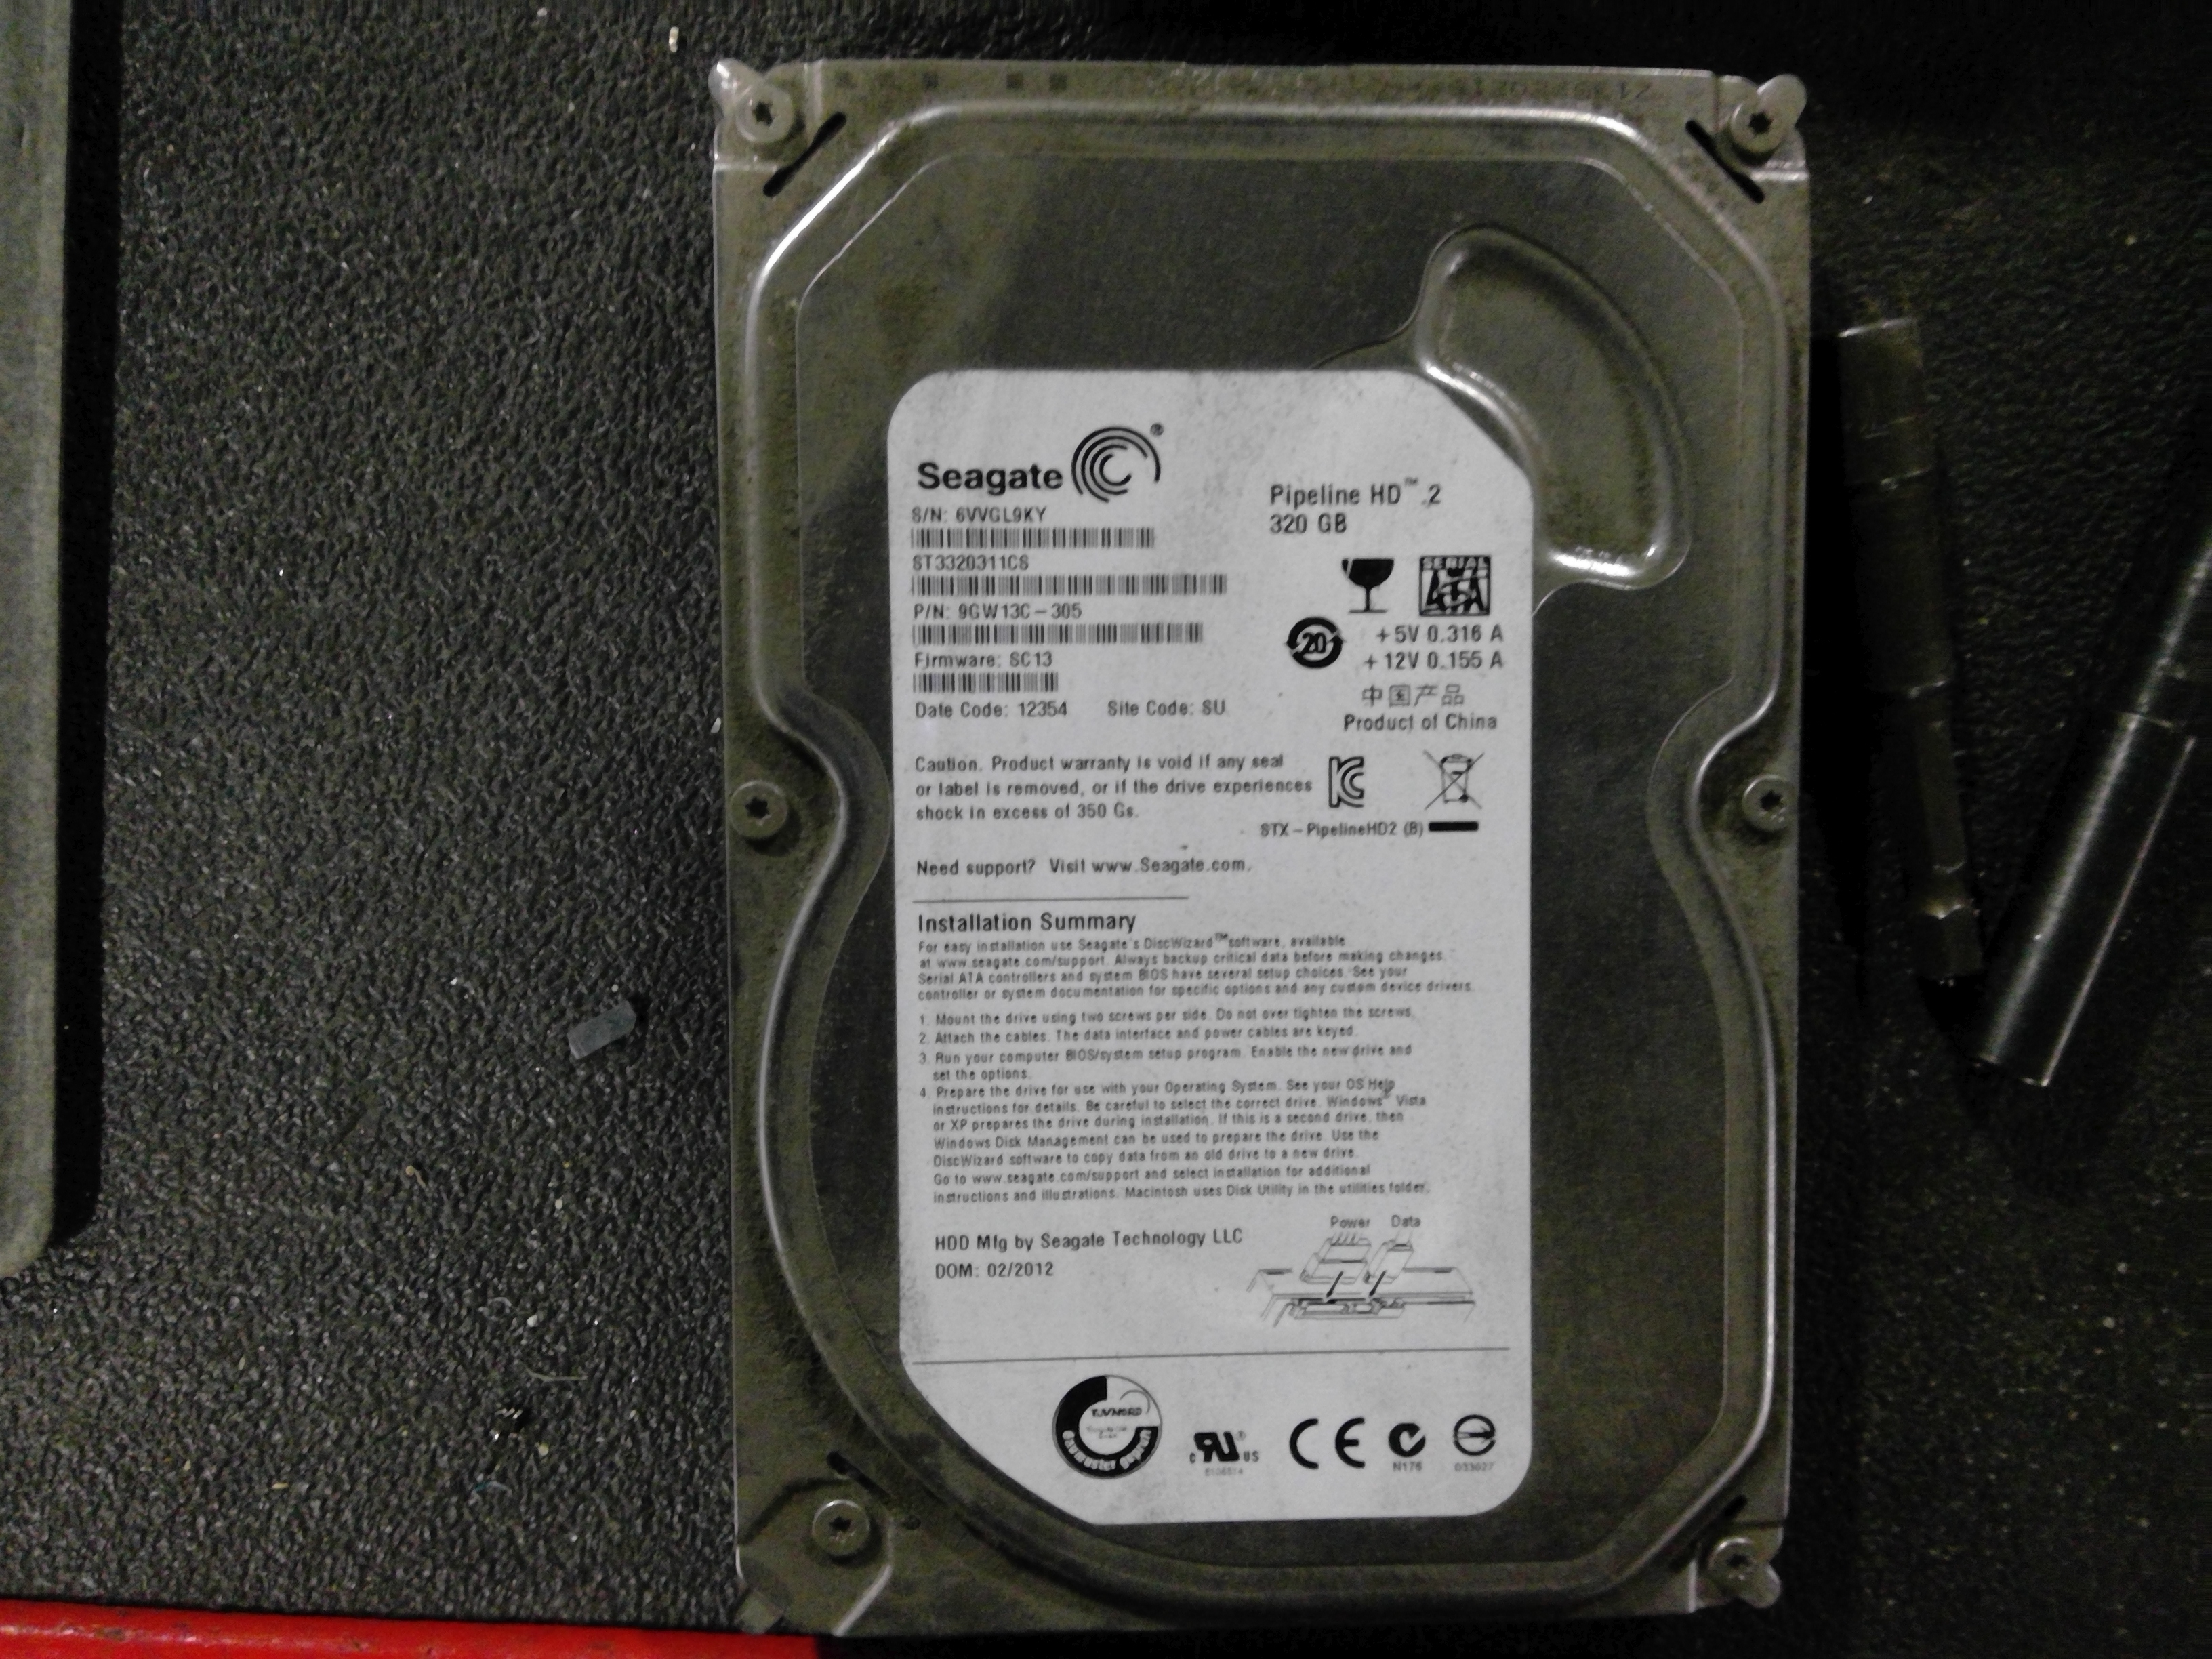 Seagate
S/N: 6VVGL9KY
ST3320311CS
P/N: 9GW13C-305
Firmware: SC13
Date Code: 12354 Site Code: SU
Pipeline HD™ .2
320 GB
SERIAL
ATA
20
+5V 0.316 A
+12V 0.155 A
中国产品
Product of China
Caution. Product warranty is void if any seal
or label is removed, or if the drive experiences
shock in excess of 350 Gs.
STX-PipelineHD2 (B)
Need support? Visit www.Seagate.com.
Installation Summary
For easy installation use Seagate's DiscWizard™ software, available
at www.seagate.com/support. Always backup critical data before making changes.
Serial ATA controllers and system BIOS have several setup choices. See your
controller or system documentation for specific options and any custom device drivers.
1. Mount the drive using two screws per side. Do not over tighten the screws.
2. Attach the cables. The data interface and power cables are keyed.
3. Run your computer BIOS/system setup program. Enable the new drive and
set the options.
4. Prepare the drive for use with your Operating System. See your OS Help
instructions for details. Be careful to select the correct drive. Windows® Vista
or XP prepares the drive during installation. If this is a second drive, then
Windows Disk Management can be used to prepare the drive. Use the
DiscWizard software to copy data from an old drive to a new drive.
Go to www.seagate.com/support and select installation for additional
instructions and illustrations. Macintosh uses Disk Utility in the utilities folder.
Power Data
HDD Mfg by Seagate Technology LLC
DOM: 02/2012
TUV NORD
Baumuster geprüft
c RU® US
CE
N176